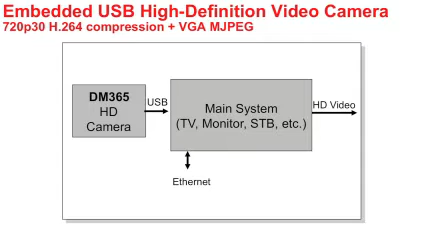 Embedded USB High-Definition Video Camera
720p30 H.264 compression + VGA MJPEG
DM365
HD
Camera
USB
Main System
(TV, Monitor, STB, etc.)
HD Video
Ethernet